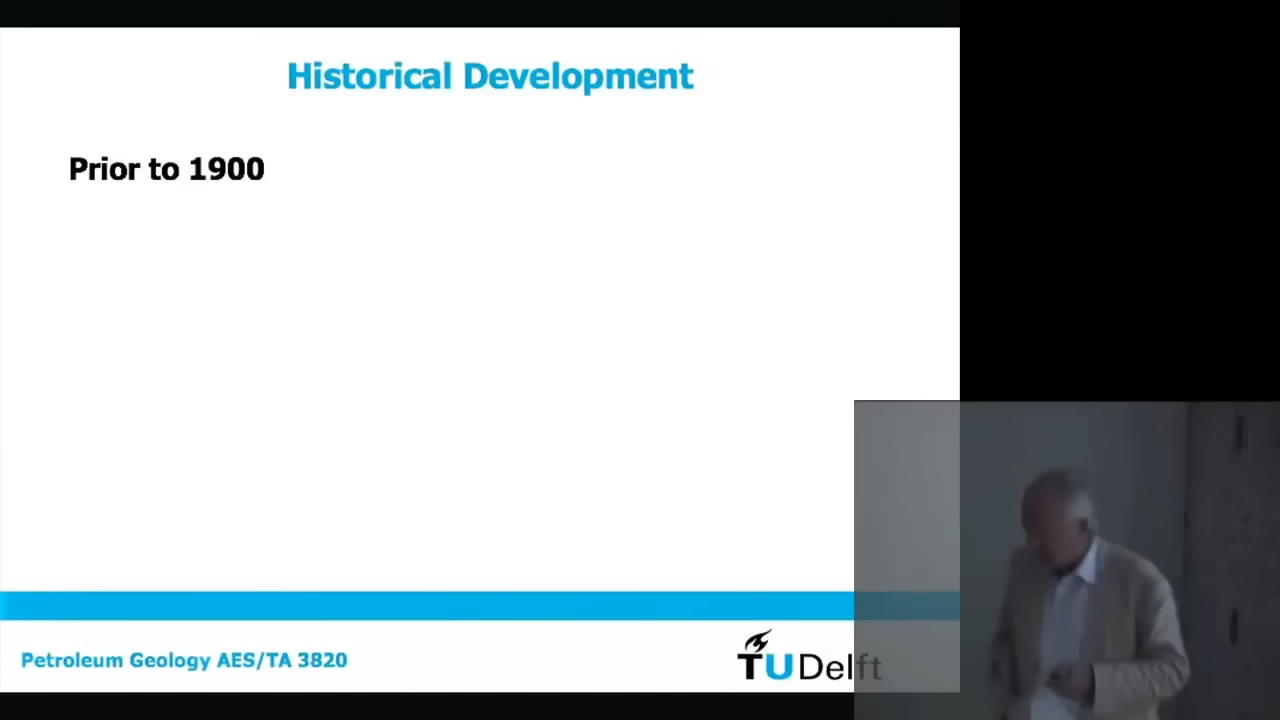 Historical Development
Prior to 1900
Petroleum Geology AES/TA 3820
TU Delft